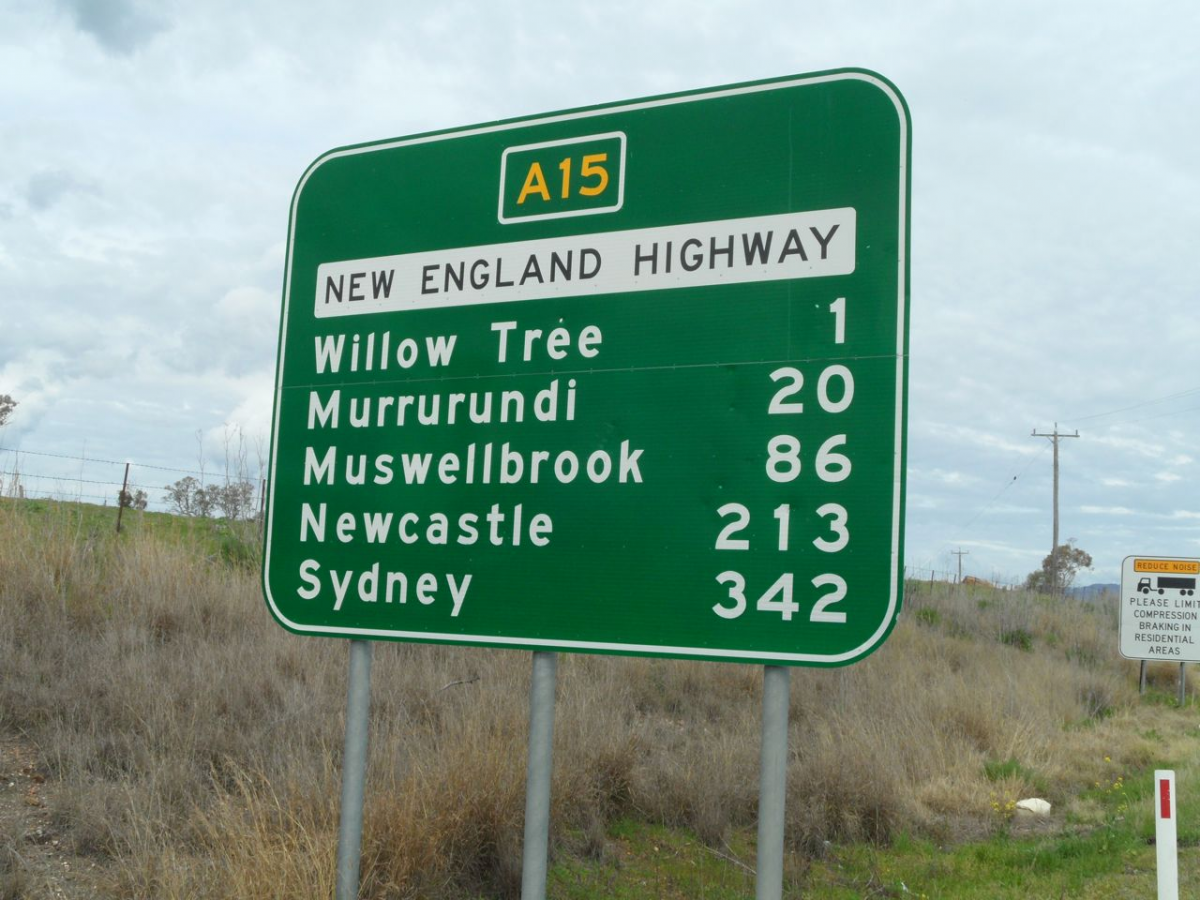 A15
NEW ENGLAND HIGHWAY
Willow Tree 1
Murrurundi 20
Muswellbrook 86
Newcastle 213
Sydney 342
REDUCE NOISE
PLEASE LIMIT
COMPRESSION
BRAKING IN
RESIDENTIAL
AREAS